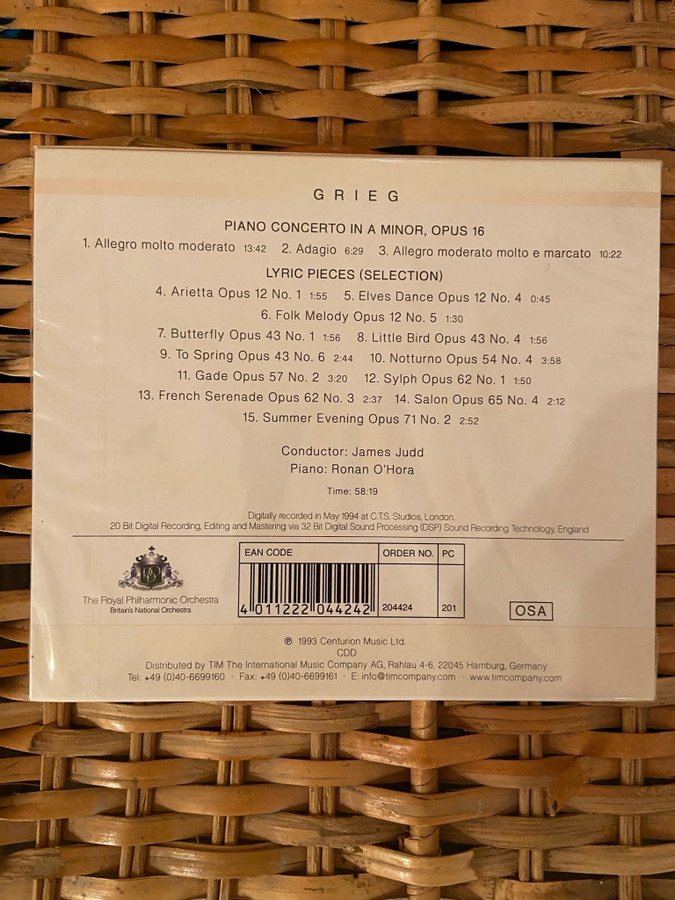 GRIEG
PIANO CONCERTO IN A MINOR, OPUS 16
1. Allegro molto moderato 13:42 2. Adagio 6:29 3. Allegro moderato molto e marcato 10:22
LYRIC PIECES (SELECTION)
4. Arietta Opus 12 No. 1 1:55 5. Elves Dance Opus 12 No. 4 0:45
6. Folk Melody Opus 12 No. 5 1:30
7. Butterfly Opus 43 No. 1 1:56 8. Little Bird Opus 43 No. 4 1:56
9. To Spring Opus 43 No. 6 2:44 10. Notturno Opus 54 No. 4 3:58
11. Gade Opus 57 No. 2 3:20 12. Sylph Opus 62 No. 1 1:50
13. French Serenade Opus 62 No. 3 2:37 14. Salon Opus 65 No. 4 2:12
15. Summer Evening Opus 71 No. 2 2:52
Conductor: James Judd
Piano: Ronan O'Hora
Time: 58:19
Digitally recorded in May 1994 at C.T.S. Studios, London.
20 Bit Digital Recording, Editing and Mastering via 32 Bit Digital Sound Processing (DSP) Sound Recording Technology, England
The Royal Philharmonic Orchestra
Britain's National Orchestra
EAN CODE ORDER NO. PC
4 011222 044242 204424 201
OSA
℗ 1993 Centurion Music Ltd.
CDD
Distributed by TIM The International Music Company AG, Rahlau 4-6, 22045 Hamburg, Germany
Tel: +49 (0)40-6699160 · Fax: +49 (0)40-6699161 · E: info@timcompany.com · www.timcompany.com